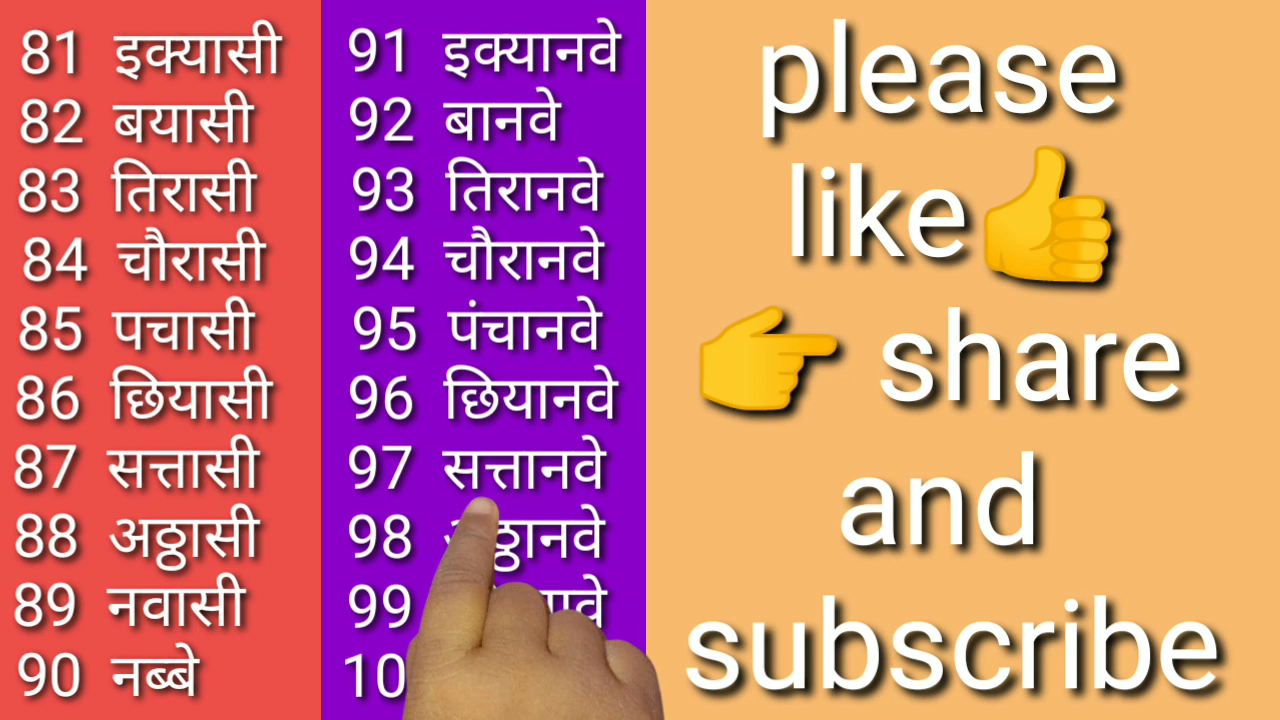 81 इक्यासी
82 बयासी
83 तिरासी
84 चौरासी
85 पचासी
86 छियासी
87 सत्तासी
88 अठ्ठासी
89 नवासी
90 नब्बे
91 इक्यानवे
92 बानवे
93 तिरानवे
94 चौरानवे
95 पंचानवे
96 छियानवे
97 सत्तानवे
98
99
10
please
like
share
and
subscribe